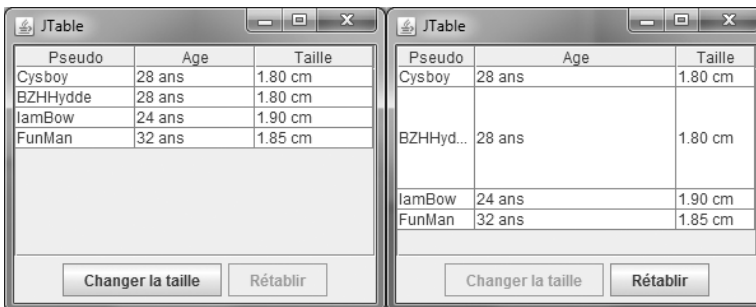 JTable
Pseudo Age Taille
Cysboy 28 ans 1.80 cm
BZHHydde 28 ans 1.80 cm
IamBow 24 ans 1.90 cm
FunMan 32 ans 1.85 cm
Changer la taille Rétablir
JTable
Pseudo Age Taille
Cysboy 28 ans 1.80 cm
BZHHyd... 28 ans 1.80 cm
IamBow 24 ans 1.90 cm
FunMan 32 ans 1.85 cm
Changer la taille Rétablir